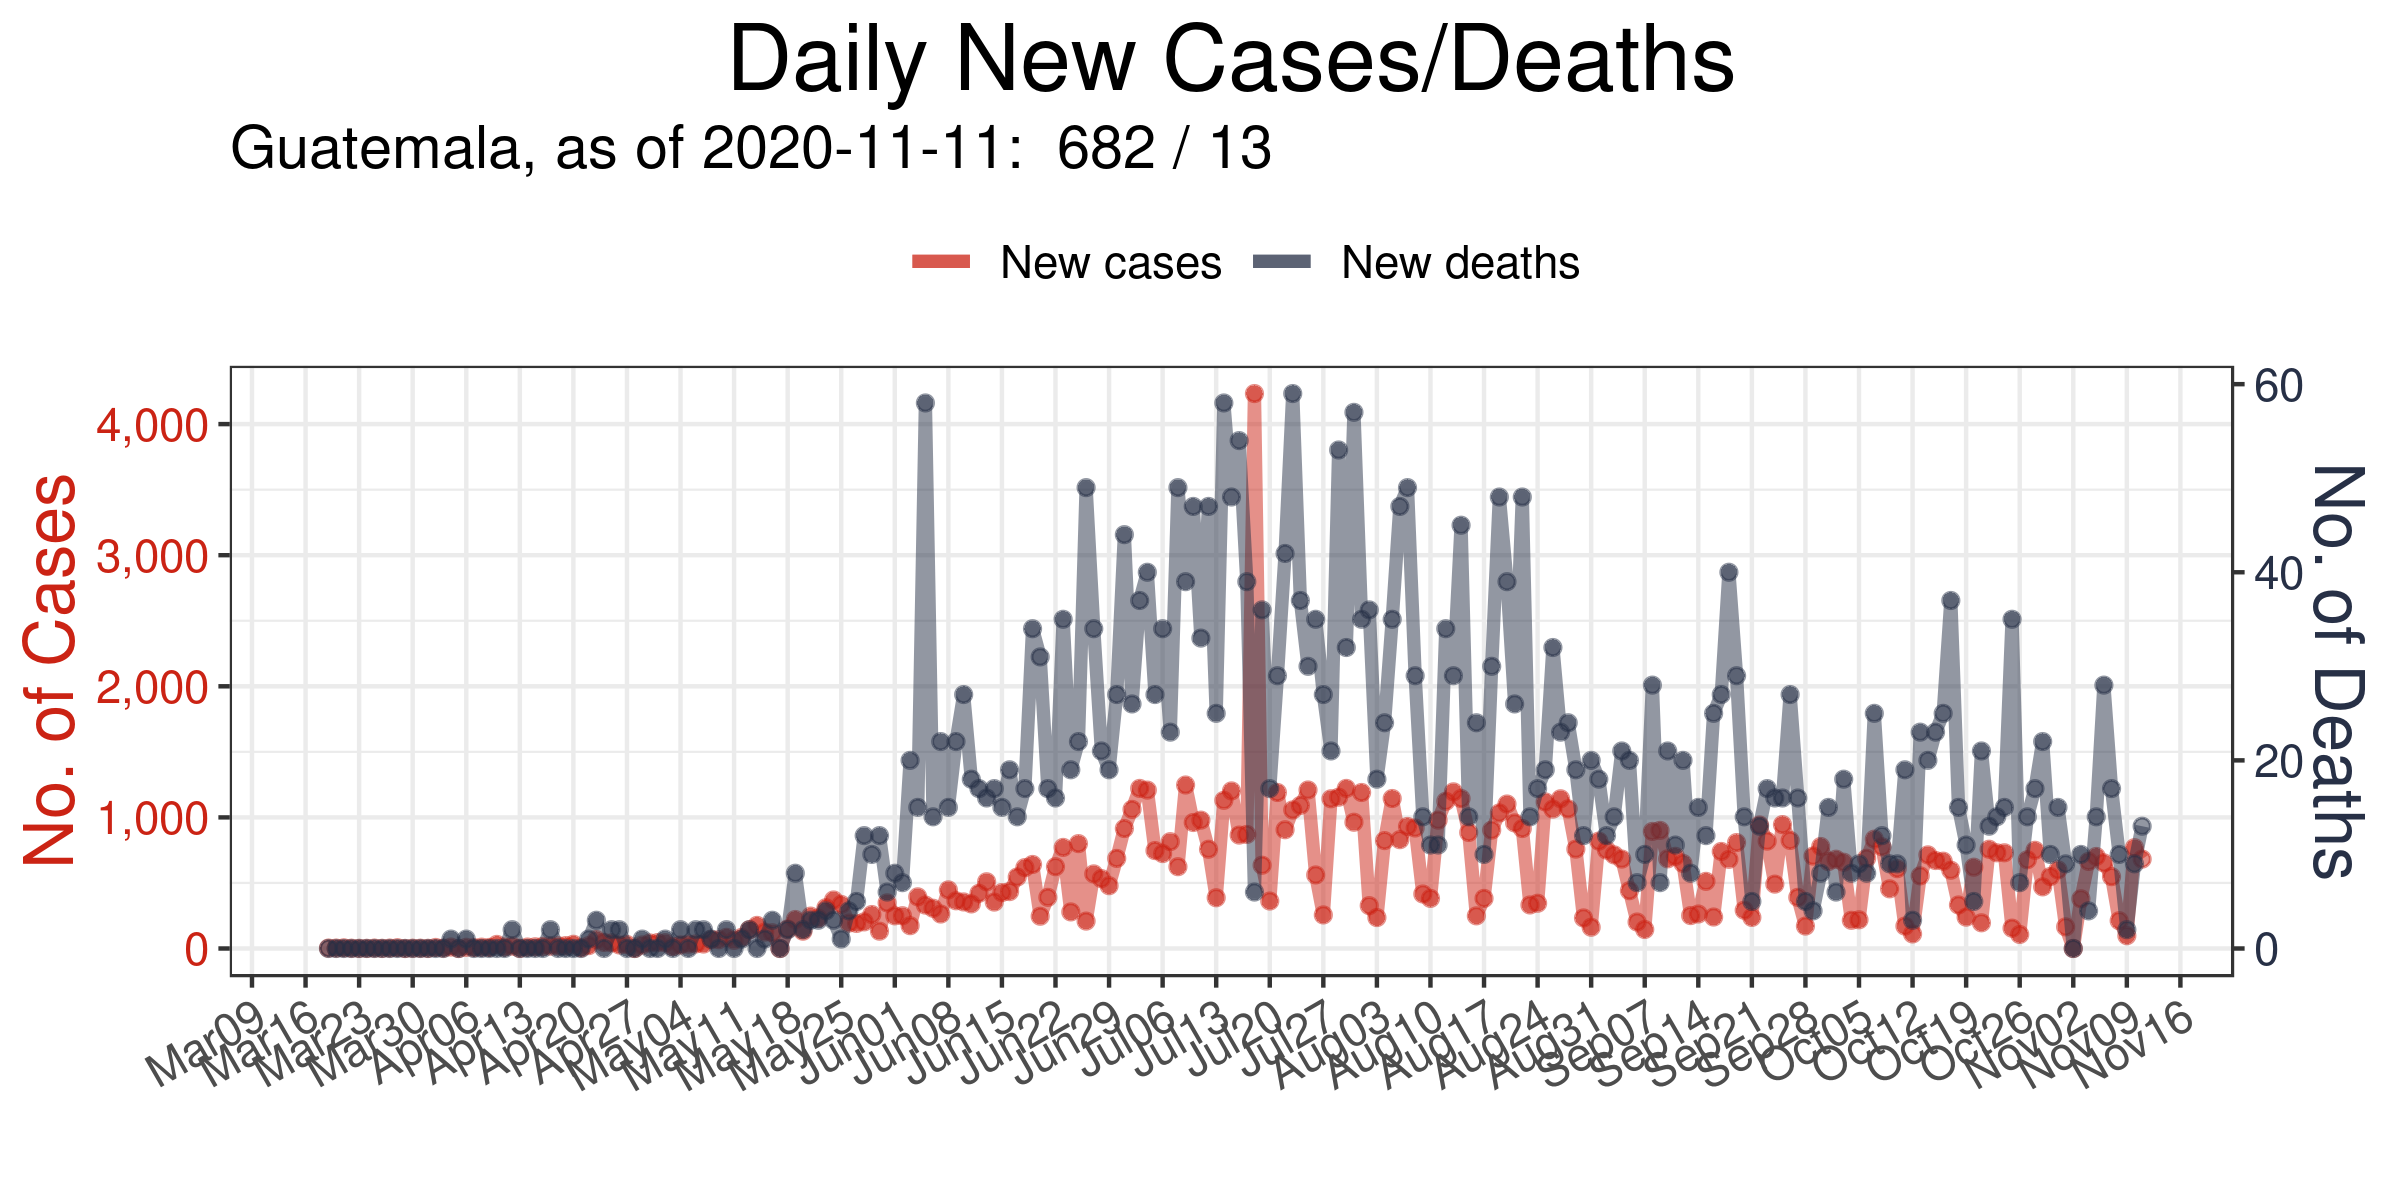 Daily New Cases/Deaths
Guatemala, as of 2020-11-11:  682 / 13
New cases
New deaths
No. of Cases
4,000
3,000
2,000
1,000
0
60
40
20
0
No. of Deaths
Mar09
Mar16
Mar23
Mar30
Apr06
Apr13
Apr20
Apr27
May04
May11
May18
May25
Jun01
Jun08
Jun15
Jun22
Jun29
Jul06
Jul13
Jul20
Jul27
Aug03
Aug10
Aug17
Aug24
Aug31
Sep07
Sep14
Sep21
Sep28
Oct05
Oct12
Oct19
Oct26
Nov02
Nov09
Nov16